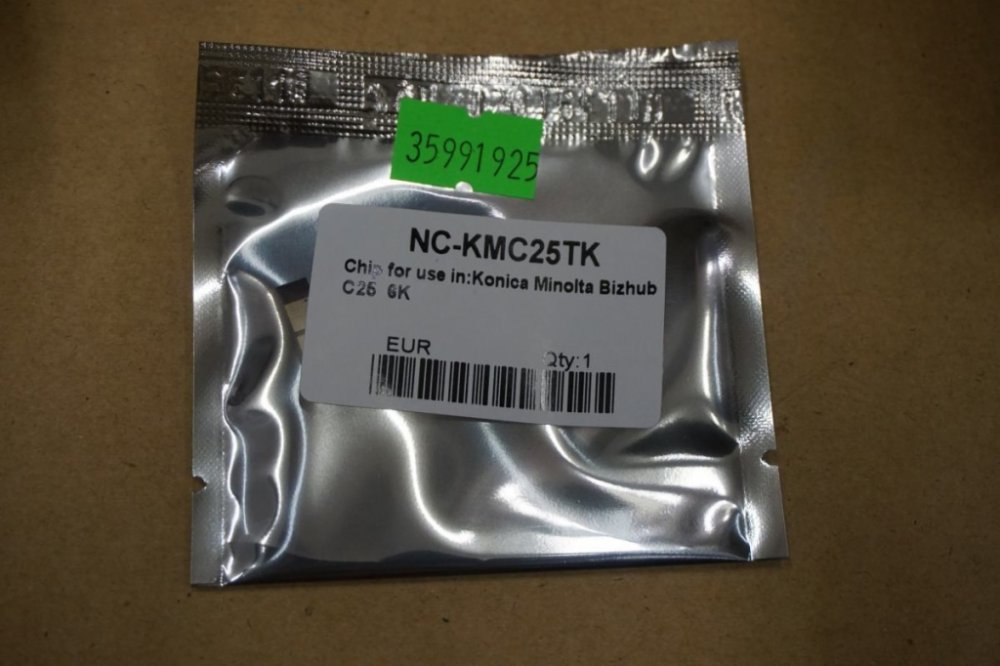 35991925
NC-KMC25TK
Chip for use in:Konica Minolta Bizhub
C25 6K
EUR
Qty:1